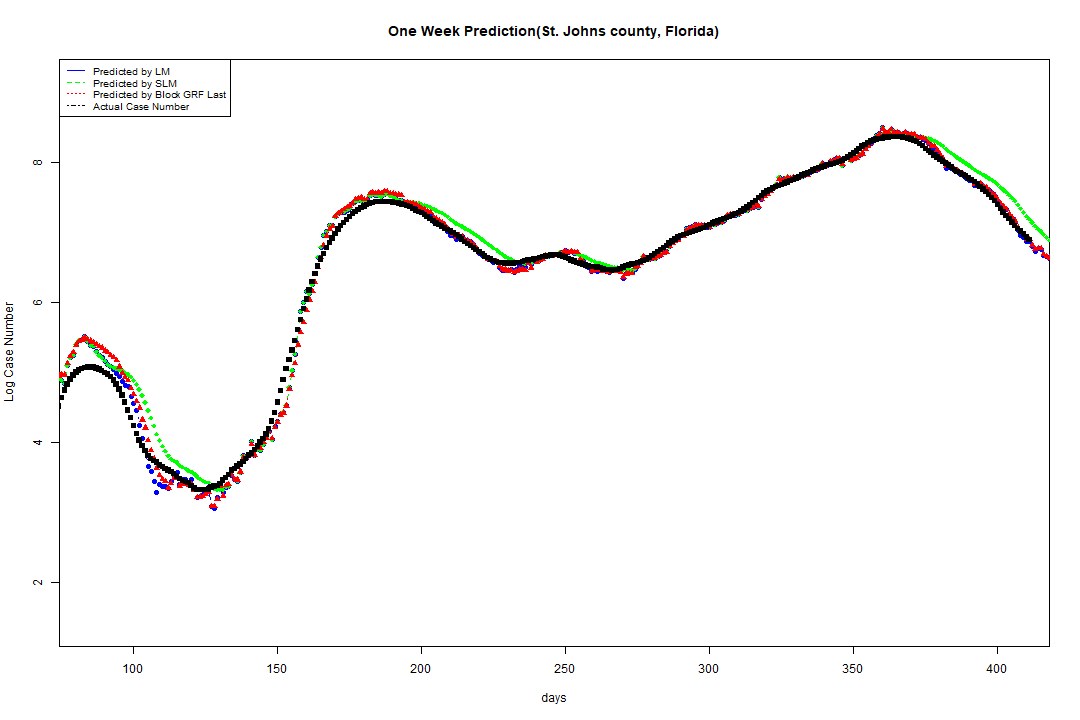 One Week Prediction(St. Johns county, Florida)
Predicted by LM
Predicted by SLM
Predicted by Block GRF Last
Actual Case Number
8
6
4
2
Log Case Number
100 150 200 250 300 350 400
days